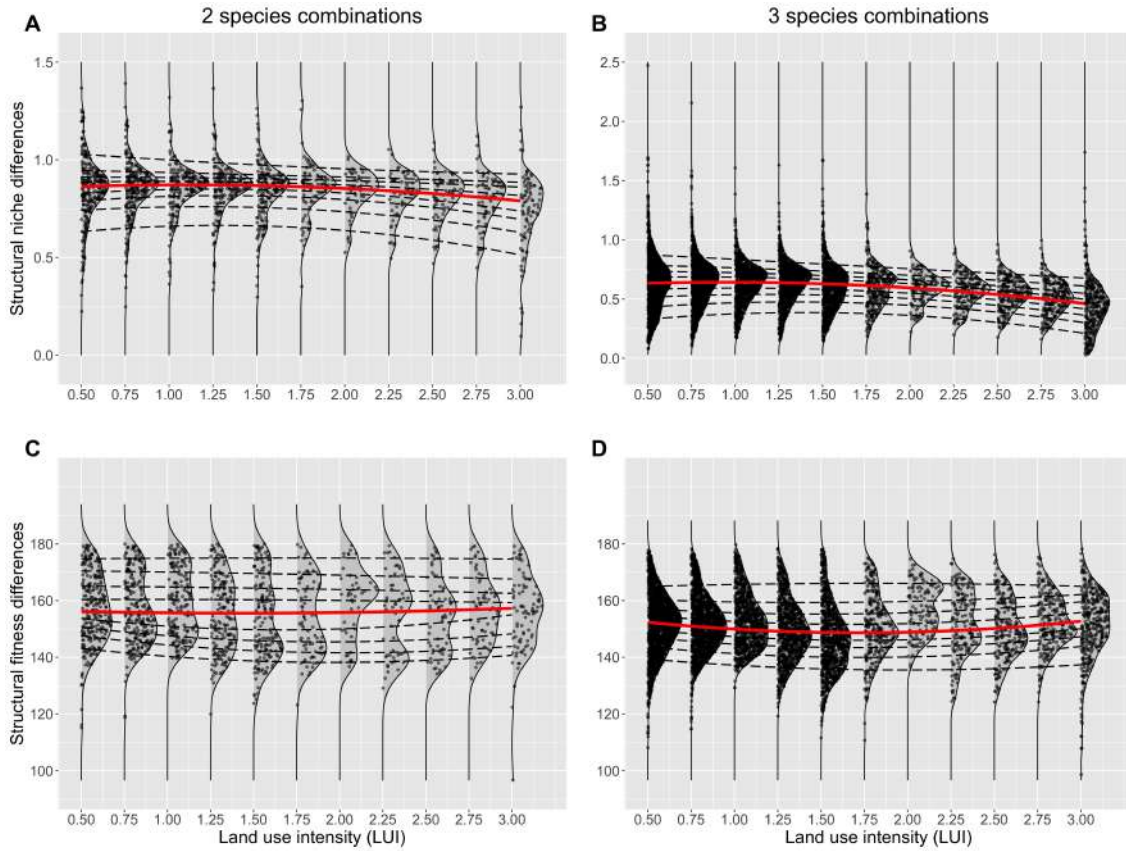 2 species combinations
3 species combinations
A
B
Structural niche differences
1.5
1.0
0.5
0.0
0.50 0.75 1.00 1.25 1.50 1.75 2.00 2.25 2.50 2.75 3.00
2.5
2.0
1.5
1.0
0.5
0.0
0.50 0.75 1.00 1.25 1.50 1.75 2.00 2.25 2.50 2.75 3.00
C
D
Structural fitness differences
180
160
140
120
100
0.50 0.75 1.00 1.25 1.50 1.75 2.00 2.25 2.50 2.75 3.00
Land use intensity (LUI)
180
160
140
120
100
0.50 0.75 1.00 1.25 1.50 1.75 2.00 2.25 2.50 2.75 3.00
Land use intensity (LUI)